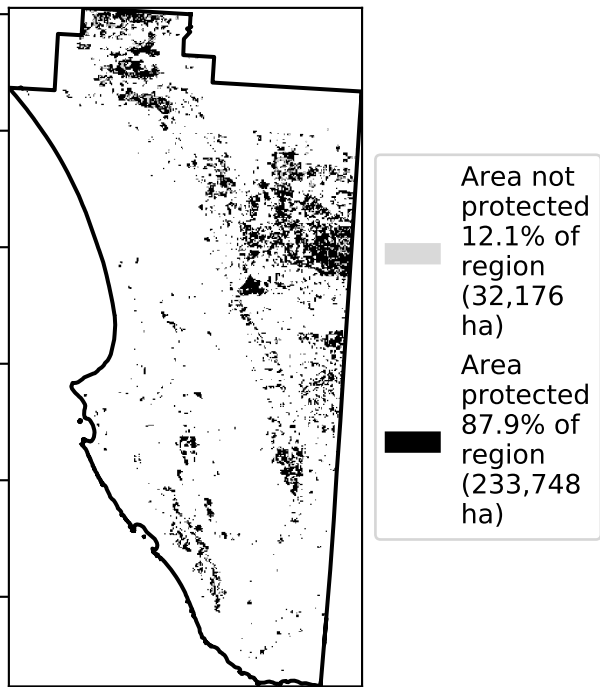 Area not
protected
12.1% of
region
(32,176
ha)
Area
protected
87.9% of
region
(233,748
ha)